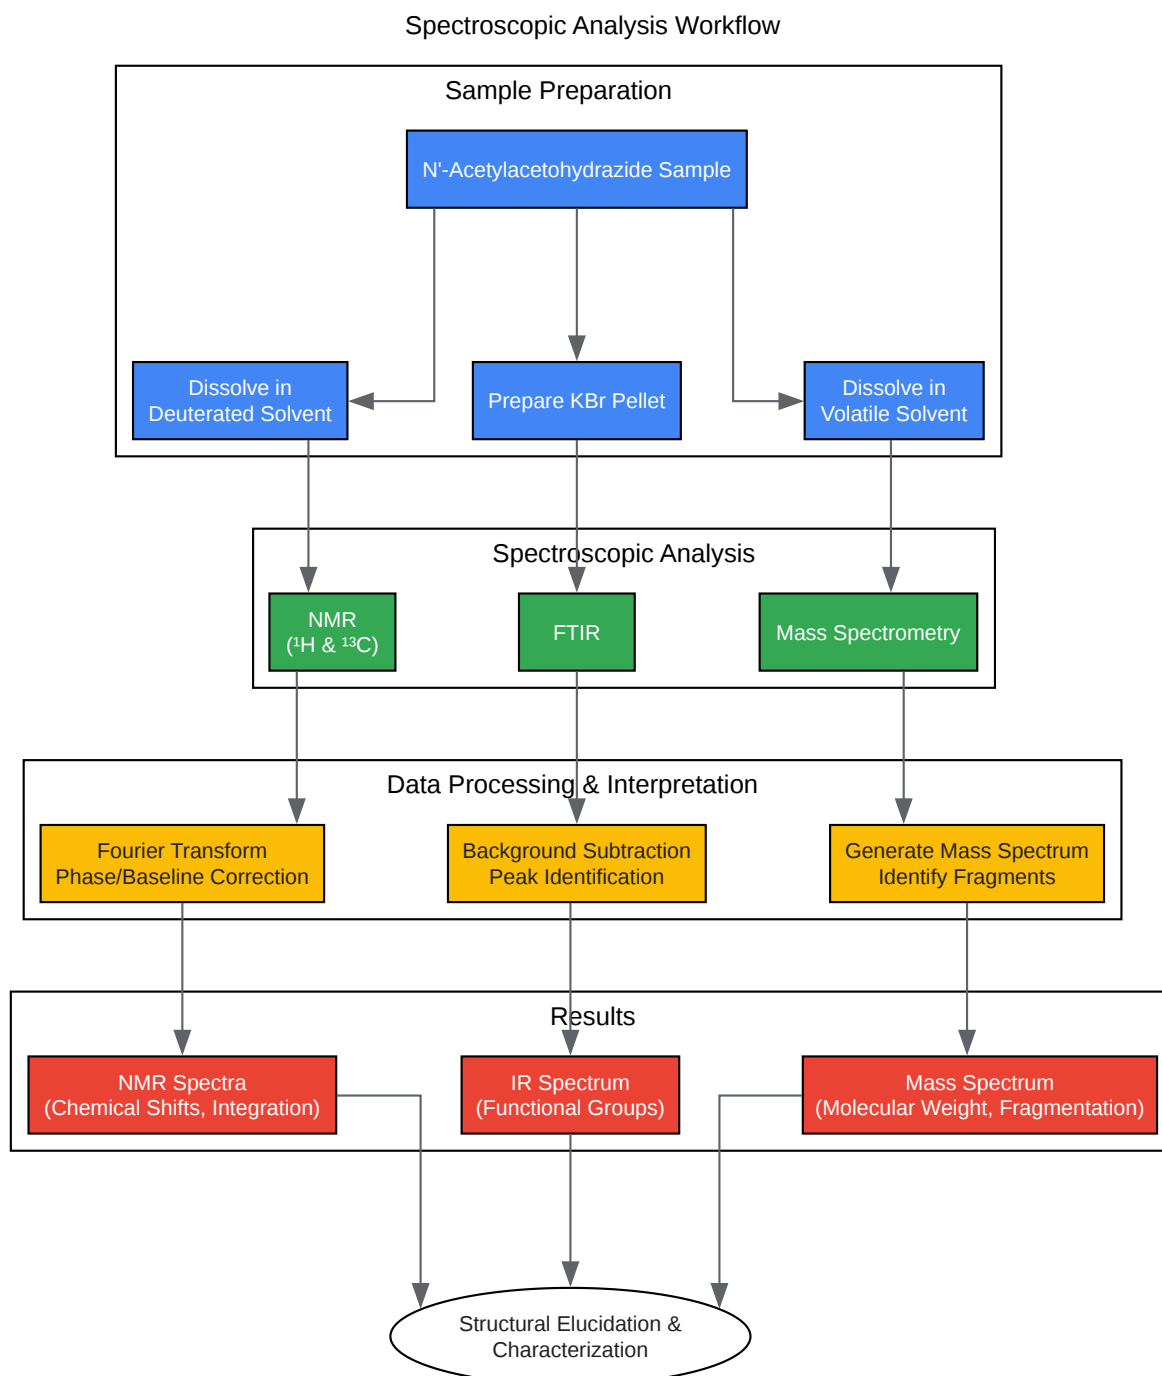 Spectroscopic Analysis Workflow
Sample Preparation
N'-Acetylacetohydrazide Sample
Dissolve in
Deuterated Solvent
Prepare KBr Pellet
Dissolve in
Volatile Solvent
Spectroscopic Analysis
NMR
(¹H & ¹³C)
FTIR
Mass Spectrometry
Data Processing & Interpretation
Fourier Transform
Phase/Baseline Correction
Background Subtraction
Peak Identification
Generate Mass Spectrum
Identify Fragments
Results
NMR Spectra
(Chemical Shifts, Integration)
IR Spectrum
(Functional Groups)
Mass Spectrum
(Molecular Weight, Fragmentation)
Structural Elucidation &
Characterization